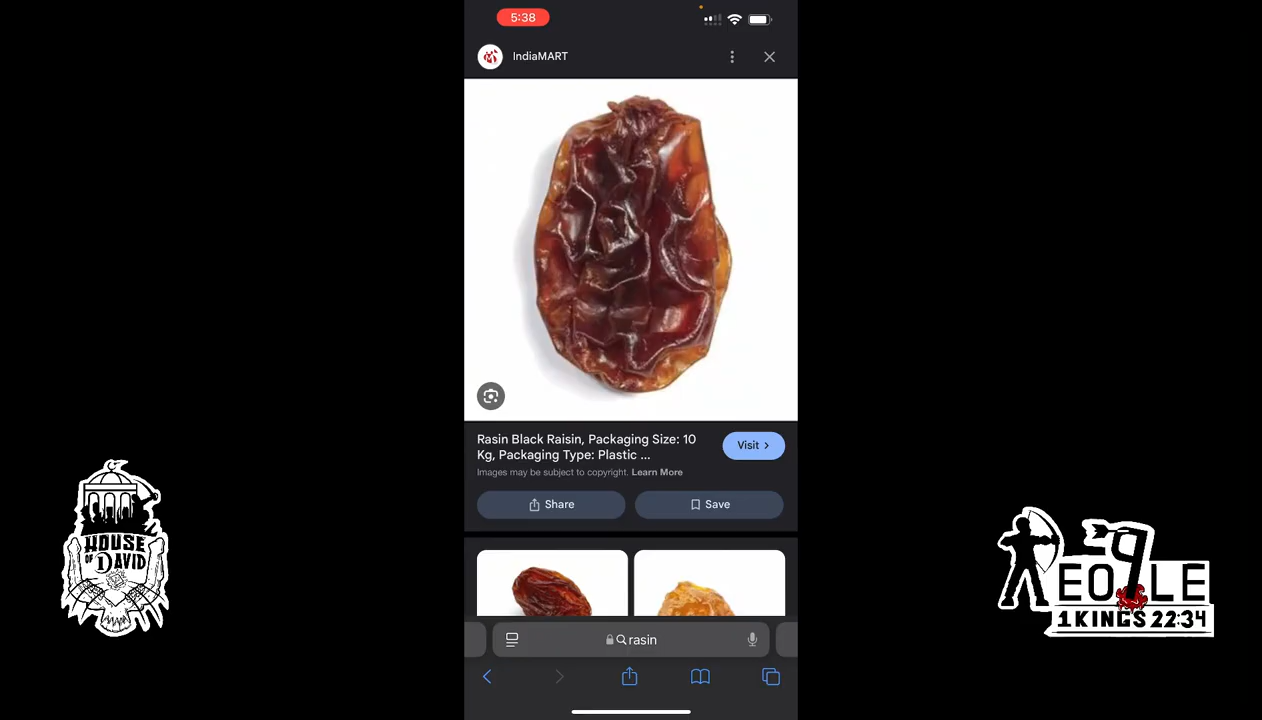 5:38
IndiaMART
Rasin Black Raisin, Packaging Size: 10
Kg, Packaging Type: Plastic ...
Visit
Images may be subject to copyright. Learn More
Share
Save
rasin
HOUSE
OF DAVID
PEOPLE
1 KINGS 22:34